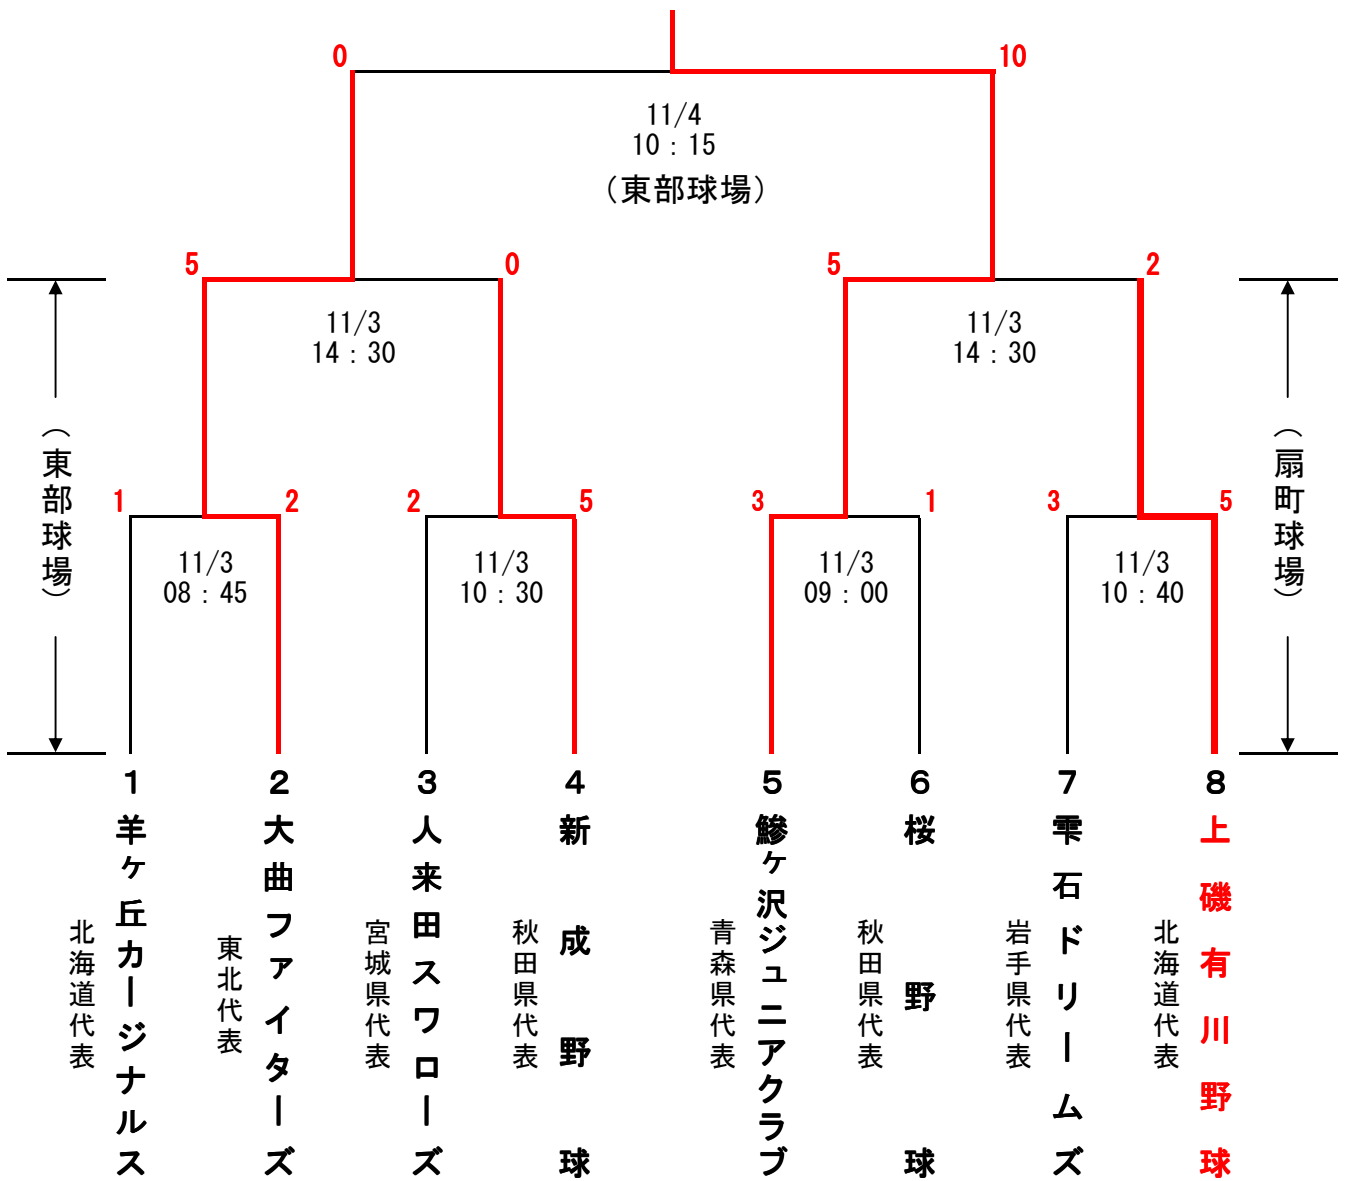 0
10
11/4
10：15
（東部球場）
5
0
5
2
11/3
14：30
11/3
14：30
（東部球場）
（扇町球場）
1
2
2
5
3
1
3
5
11/3
08：45
11/3
10：30
11/3
09：00
11/3
10：40
1
2
3
4
5
6
7
8
北海道代表
羊ヶ丘カージナルス
東北代表
大曲ファイターズ
宮城県代表
人来田スワローズ
秋田県代表
新成野球
青森県代表
鰺ヶ沢ジュニアクラブ
秋田県代表
桜野球
岩手県代表
雫石ドリームズ
北海道代表
上磯有川野球